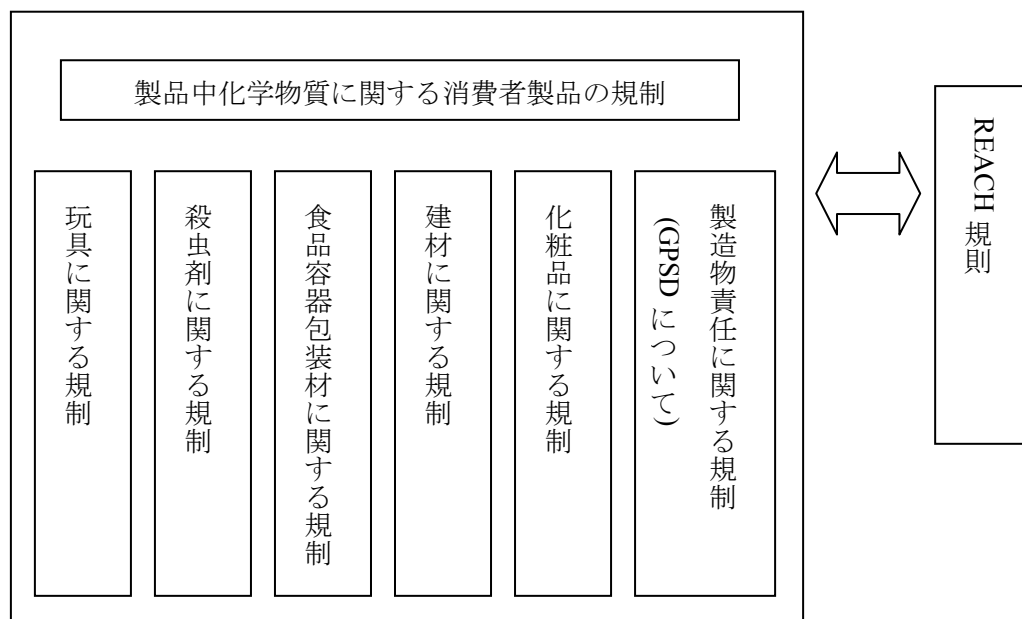 製品中化学物質に関する消費者製品の規制
玩具に関する規制
殺虫剤に関する規制
食品容器包装材に関する規制
建材に関する規制
化粧品に関する規制
製造物責任に関する規制
(GPSD について)
REACH 規則